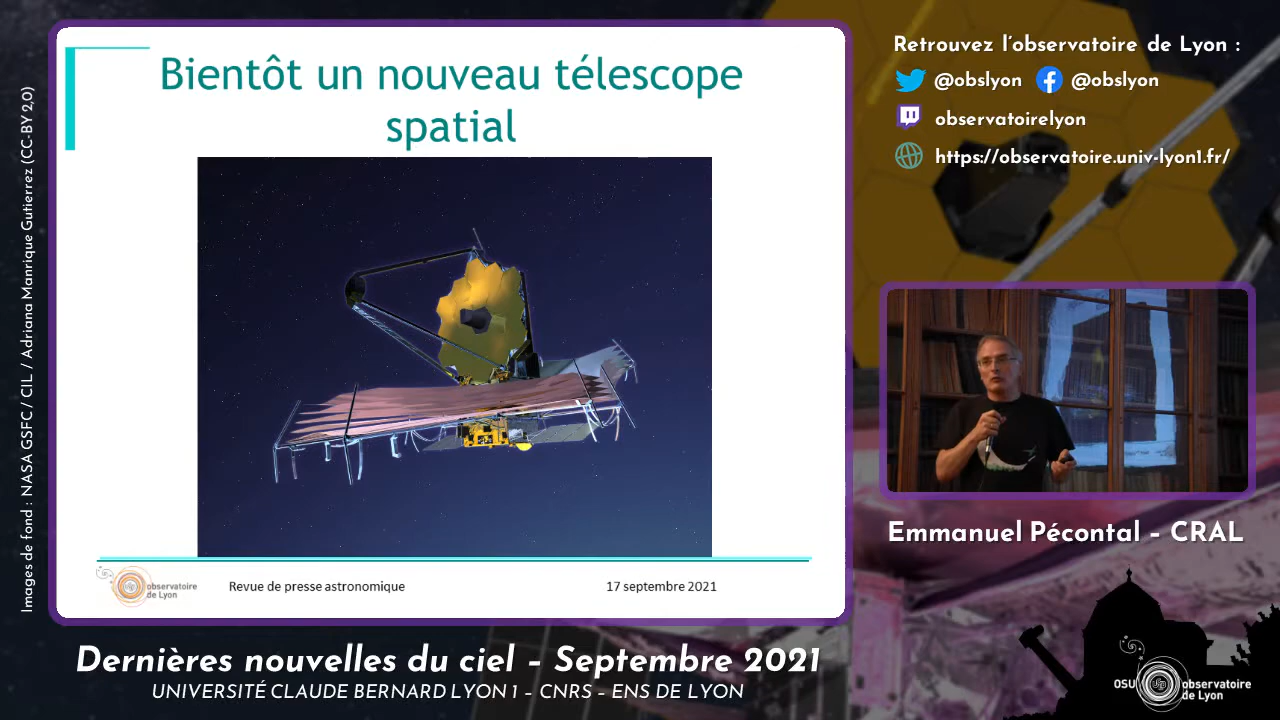 Images de fond : NASA GSFC / CIL / Adriana Manrique Gutierrez (CC-BY 2.0)
Bientôt un nouveau télescope
spatial
observatoire
de Lyon
Revue de presse astronomique
17 septembre 2021
Retrouvez l'observatoire de Lyon :
@obslyon @obslyon
observatoirelyon
https://observatoire.univ-lyon1.fr/
Emmanuel Pécontal – CRAL
Dernières nouvelles du ciel – Septembre 2021
UNIVERSITÉ CLAUDE BERNARD LYON 1 – CNRS – ENS DE LYON
OSUL observatoire
de Lyon